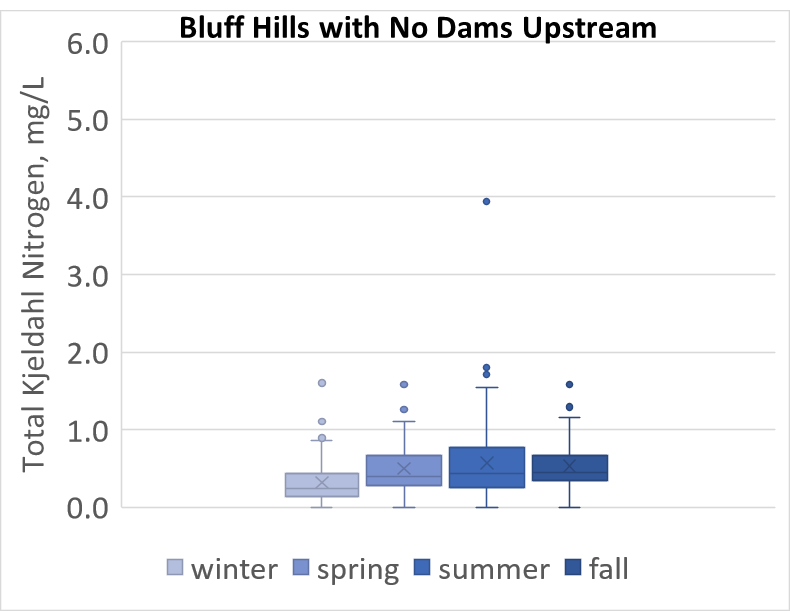 Bluff Hills with No Dams Upstream
Total Kjeldahl Nitrogen, mg/L
6.0
5.0
4.0
3.0
2.0
1.0
0.0
winter spring summer fall